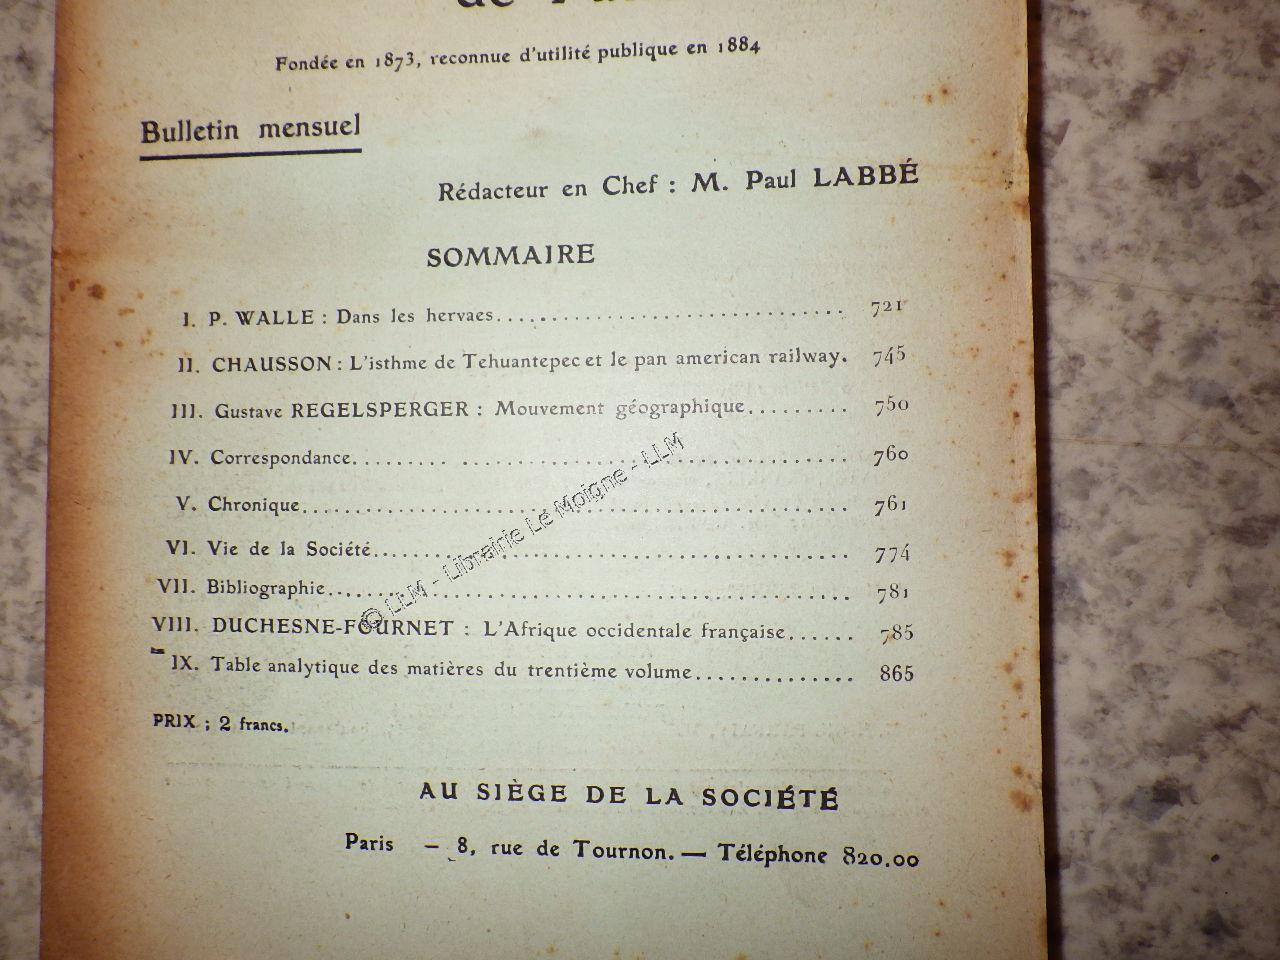 de
Fondée en 1873, reconnue d'utilité publique en 1884
Bulletin mensuel
Rédacteur en Chef : M. Paul LABBÉ
SOMMAIRE
I. P. WALLE : Dans les hervaes.............................. 721
II. CHAUSSON : L'isthme de Tehuantepec et le pan american railway. 745
III. Gustave REGELSPERGER : Mouvement géographique......... 750
IV. Correspondance......... .................................... 760
V. Chronique.................................................. 761
VI. Vie de la Société........................................... 774
VII. Bibliographie.............................................. 781
VIII. DUCHESNE-FOURNET : L'Afrique occidentale française...... 785
IX. Table analytique des matières du trentième volume.............. 865
PRIX ; 2 francs.
AU SIÈGE DE LA SOCIÉTÉ
Paris — 8, rue de Tournon. — Téléphone 820.00
© LLM - Librairie Le Moigne - LLM